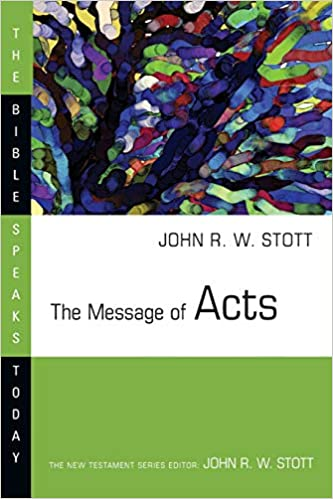 THE BIBLE SPEAKS TODAY
JOHN R. W. STOTT
The Message of Acts
THE NEW TESTAMENT SERIES EDITOR: JOHN R. W. STOTT